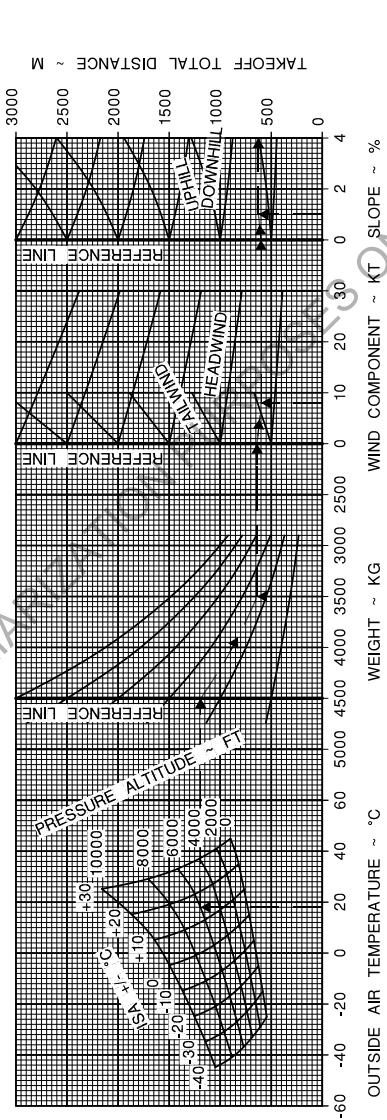 TAKEOFF TOTAL DISTANCE ~ M
3000
2500
2000
1500
1000
500
0
REFERENCE LINE
UPHILL
DOWNHILL
0 2 4
SLOPE ~ %
REFERENCE LINE
TAILWIND
HEADWIND
0 10 20 30
WIND COMPONENT ~ KT
REFERENCE LINE
5000 4500 4000 3500 3000 2500
WEIGHT ~ KG
PRESSURE ALTITUDE ~ FT
10000
8000
6000
4000
2000
0
ISA +/- °C
+30
+20
+10
0
-10
-20
-30
-40
-60 -40 -20 0 20 40 60
OUTSIDE AIR TEMPERATURE ~ °C